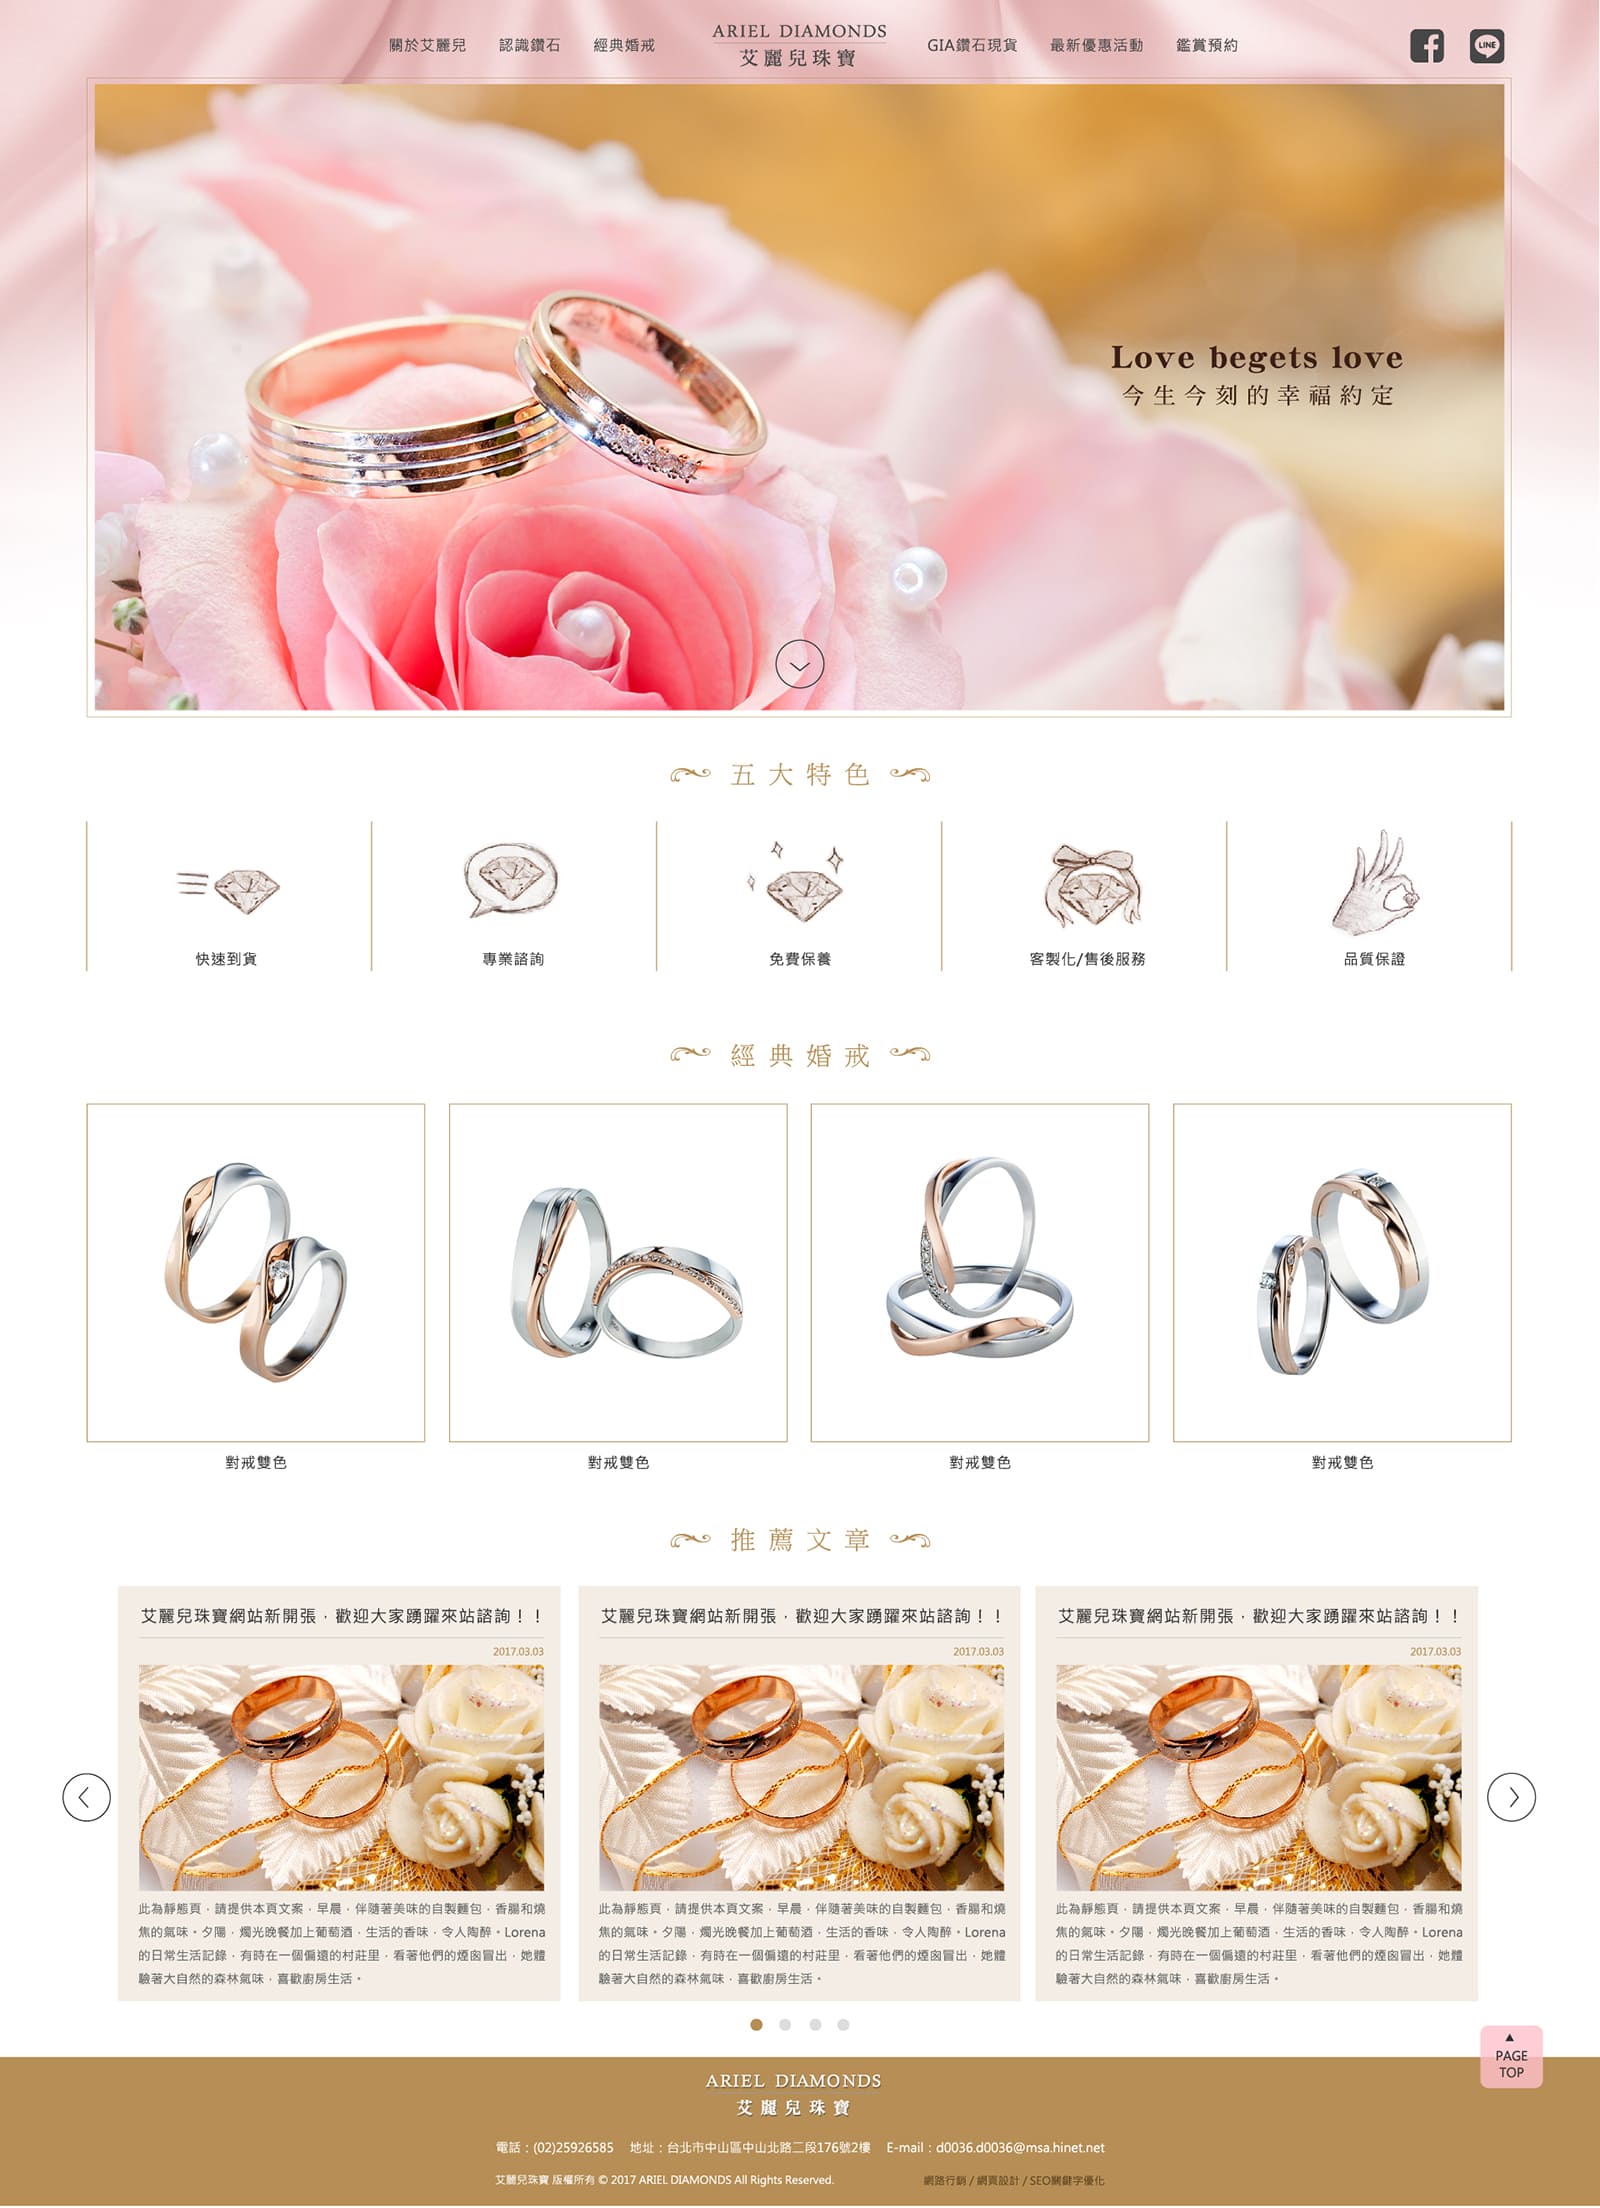 關於艾麗兒 認識鑽石 經典婚戒 ARIEL DIAMONDS 艾麗兒珠寶 GIA鑽石現貨 最新優惠活動 鑑賞預約 LINE
Love begets love
今生今刻的幸福約定
五大特色
快速到貨 專業諮詢 免費保養 客製化/售後服務 品質保證
經典婚戒
對戒雙色 對戒雙色 對戒雙色 對戒雙色
推薦文章
艾麗兒珠寶網站新開張，歡迎大家踴躍來站諮詢！！
2017.03.03
此為靜態頁，請提供本頁文案，早晨，伴隨著美味的自製麵包，香腸和燒
焦的氣味。夕陽，燭光晚餐加上葡萄酒，生活的香味，令人陶醉。Lorena
的日常生活記錄，有時在一個偏遠的村莊里，看著他們的煙囪冒出，她體
驗著大自然的森林氣味，喜歡廚房生活。
艾麗兒珠寶網站新開張，歡迎大家踴躍來站諮詢！！
2017.03.03
此為靜態頁，請提供本頁文案，早晨，伴隨著美味的自製麵包，香腸和燒
焦的氣味。夕陽，燭光晚餐加上葡萄酒，生活的香味，令人陶醉。Lorena
的日常生活記錄，有時在一個偏遠的村莊里，看著他們的煙囪冒出，她體
驗著大自然的森林氣味，喜歡廚房生活。
艾麗兒珠寶網站新開張，歡迎大家踴躍來站諮詢！！
2017.03.03
此為靜態頁，請提供本頁文案，早晨，伴隨著美味的自製麵包，香腸和燒
焦的氣味。夕陽，燭光晚餐加上葡萄酒，生活的香味，令人陶醉。Lorena
的日常生活記錄，有時在一個偏遠的村莊里，看著他們的煙囪冒出，她體
驗著大自然的森林氣味，喜歡廚房生活。
▲
PAGE
TOP
ARIEL DIAMONDS
艾麗兒珠寶
電話：(02)25926585 地址：台北市中山區中山北路二段176號2樓 E-mail：d0036.d0036@msa.hinet.net
艾麗兒珠寶 版權所有 © 2017 ARIEL DIAMONDS All Rights Reserved. 網路行銷 / 網頁設計 / SEO關鍵字優化